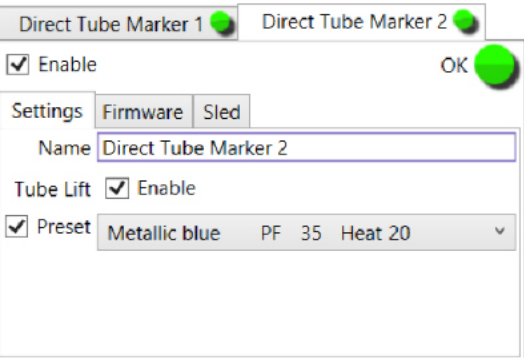 Direct Tube Marker 1 Direct Tube Marker 2
Enable OK
Settings Firmware Sled
Name Direct Tube Marker 2
Tube Lift Enable
Preset Metallic blue PF 35 Heat 20